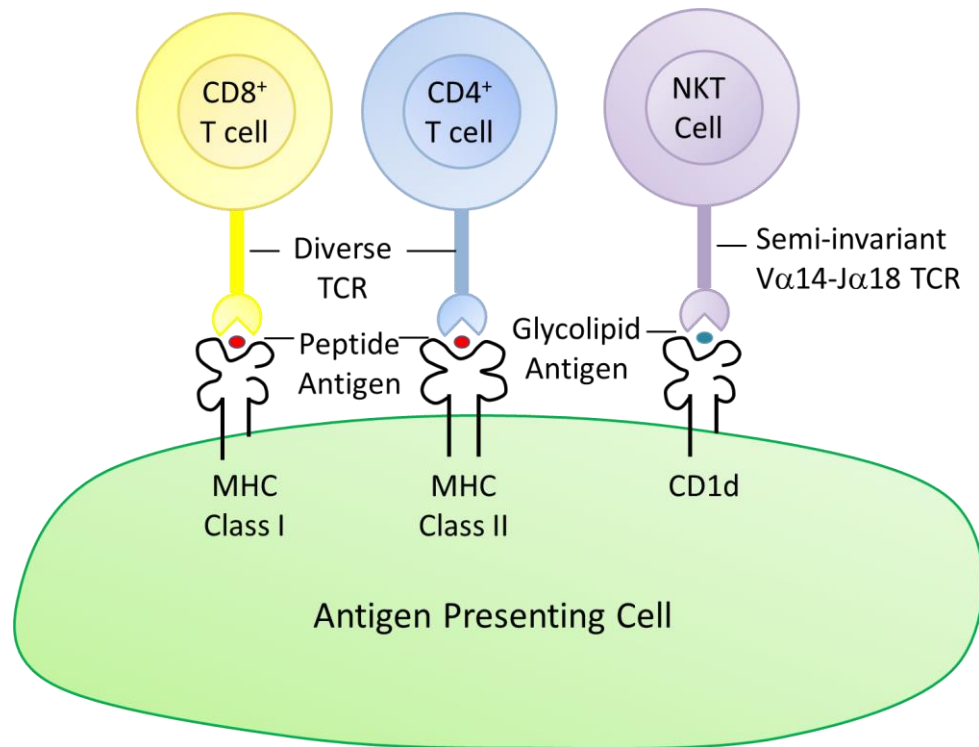 CD8⁺
T cell
CD4⁺
T cell
NKT
Cell
Diverse
TCR
Semi-invariant
Vα14-Jα18 TCR
Peptide
Antigen
Glycolipid
Antigen
MHC
Class I
MHC
Class II
CD1d
Antigen Presenting Cell